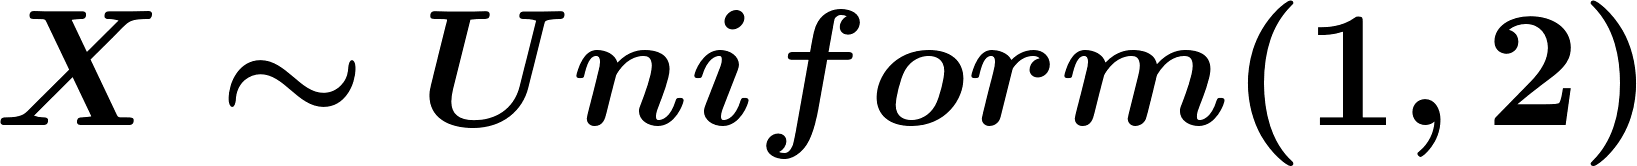 X ∼ Uniform(1, 2)